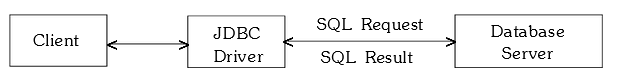 Client
JDBC
Driver
SQL Request
SQL Result
Database
Server